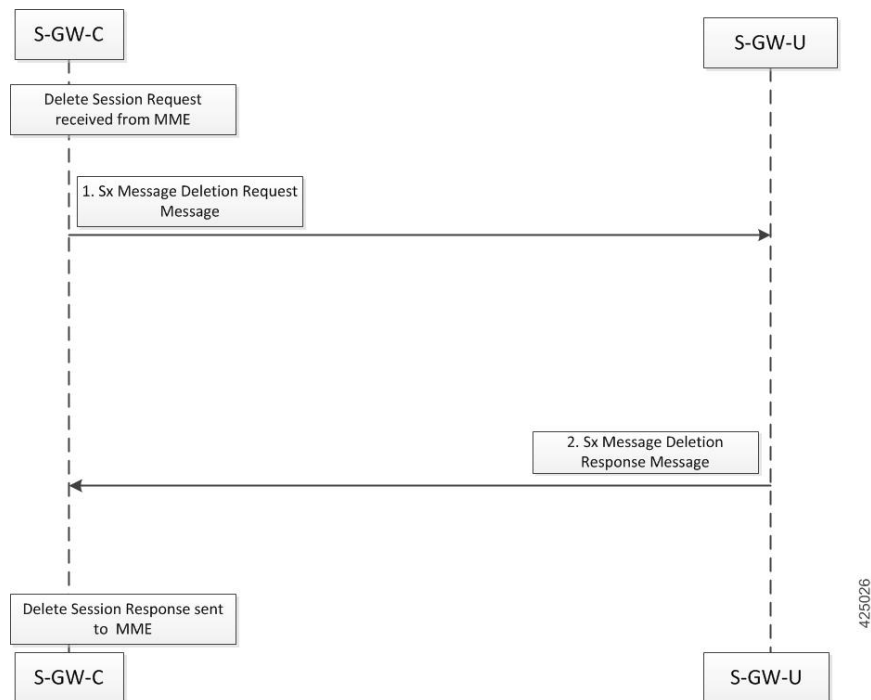 S-GW-C
S-GW-U
Delete Session Request
received from MME
1. Sx Message Deletion Request
Message
2. Sx Message Deletion
Response Message
Delete Session Response sent
to MME
S-GW-C
S-GW-U
425026